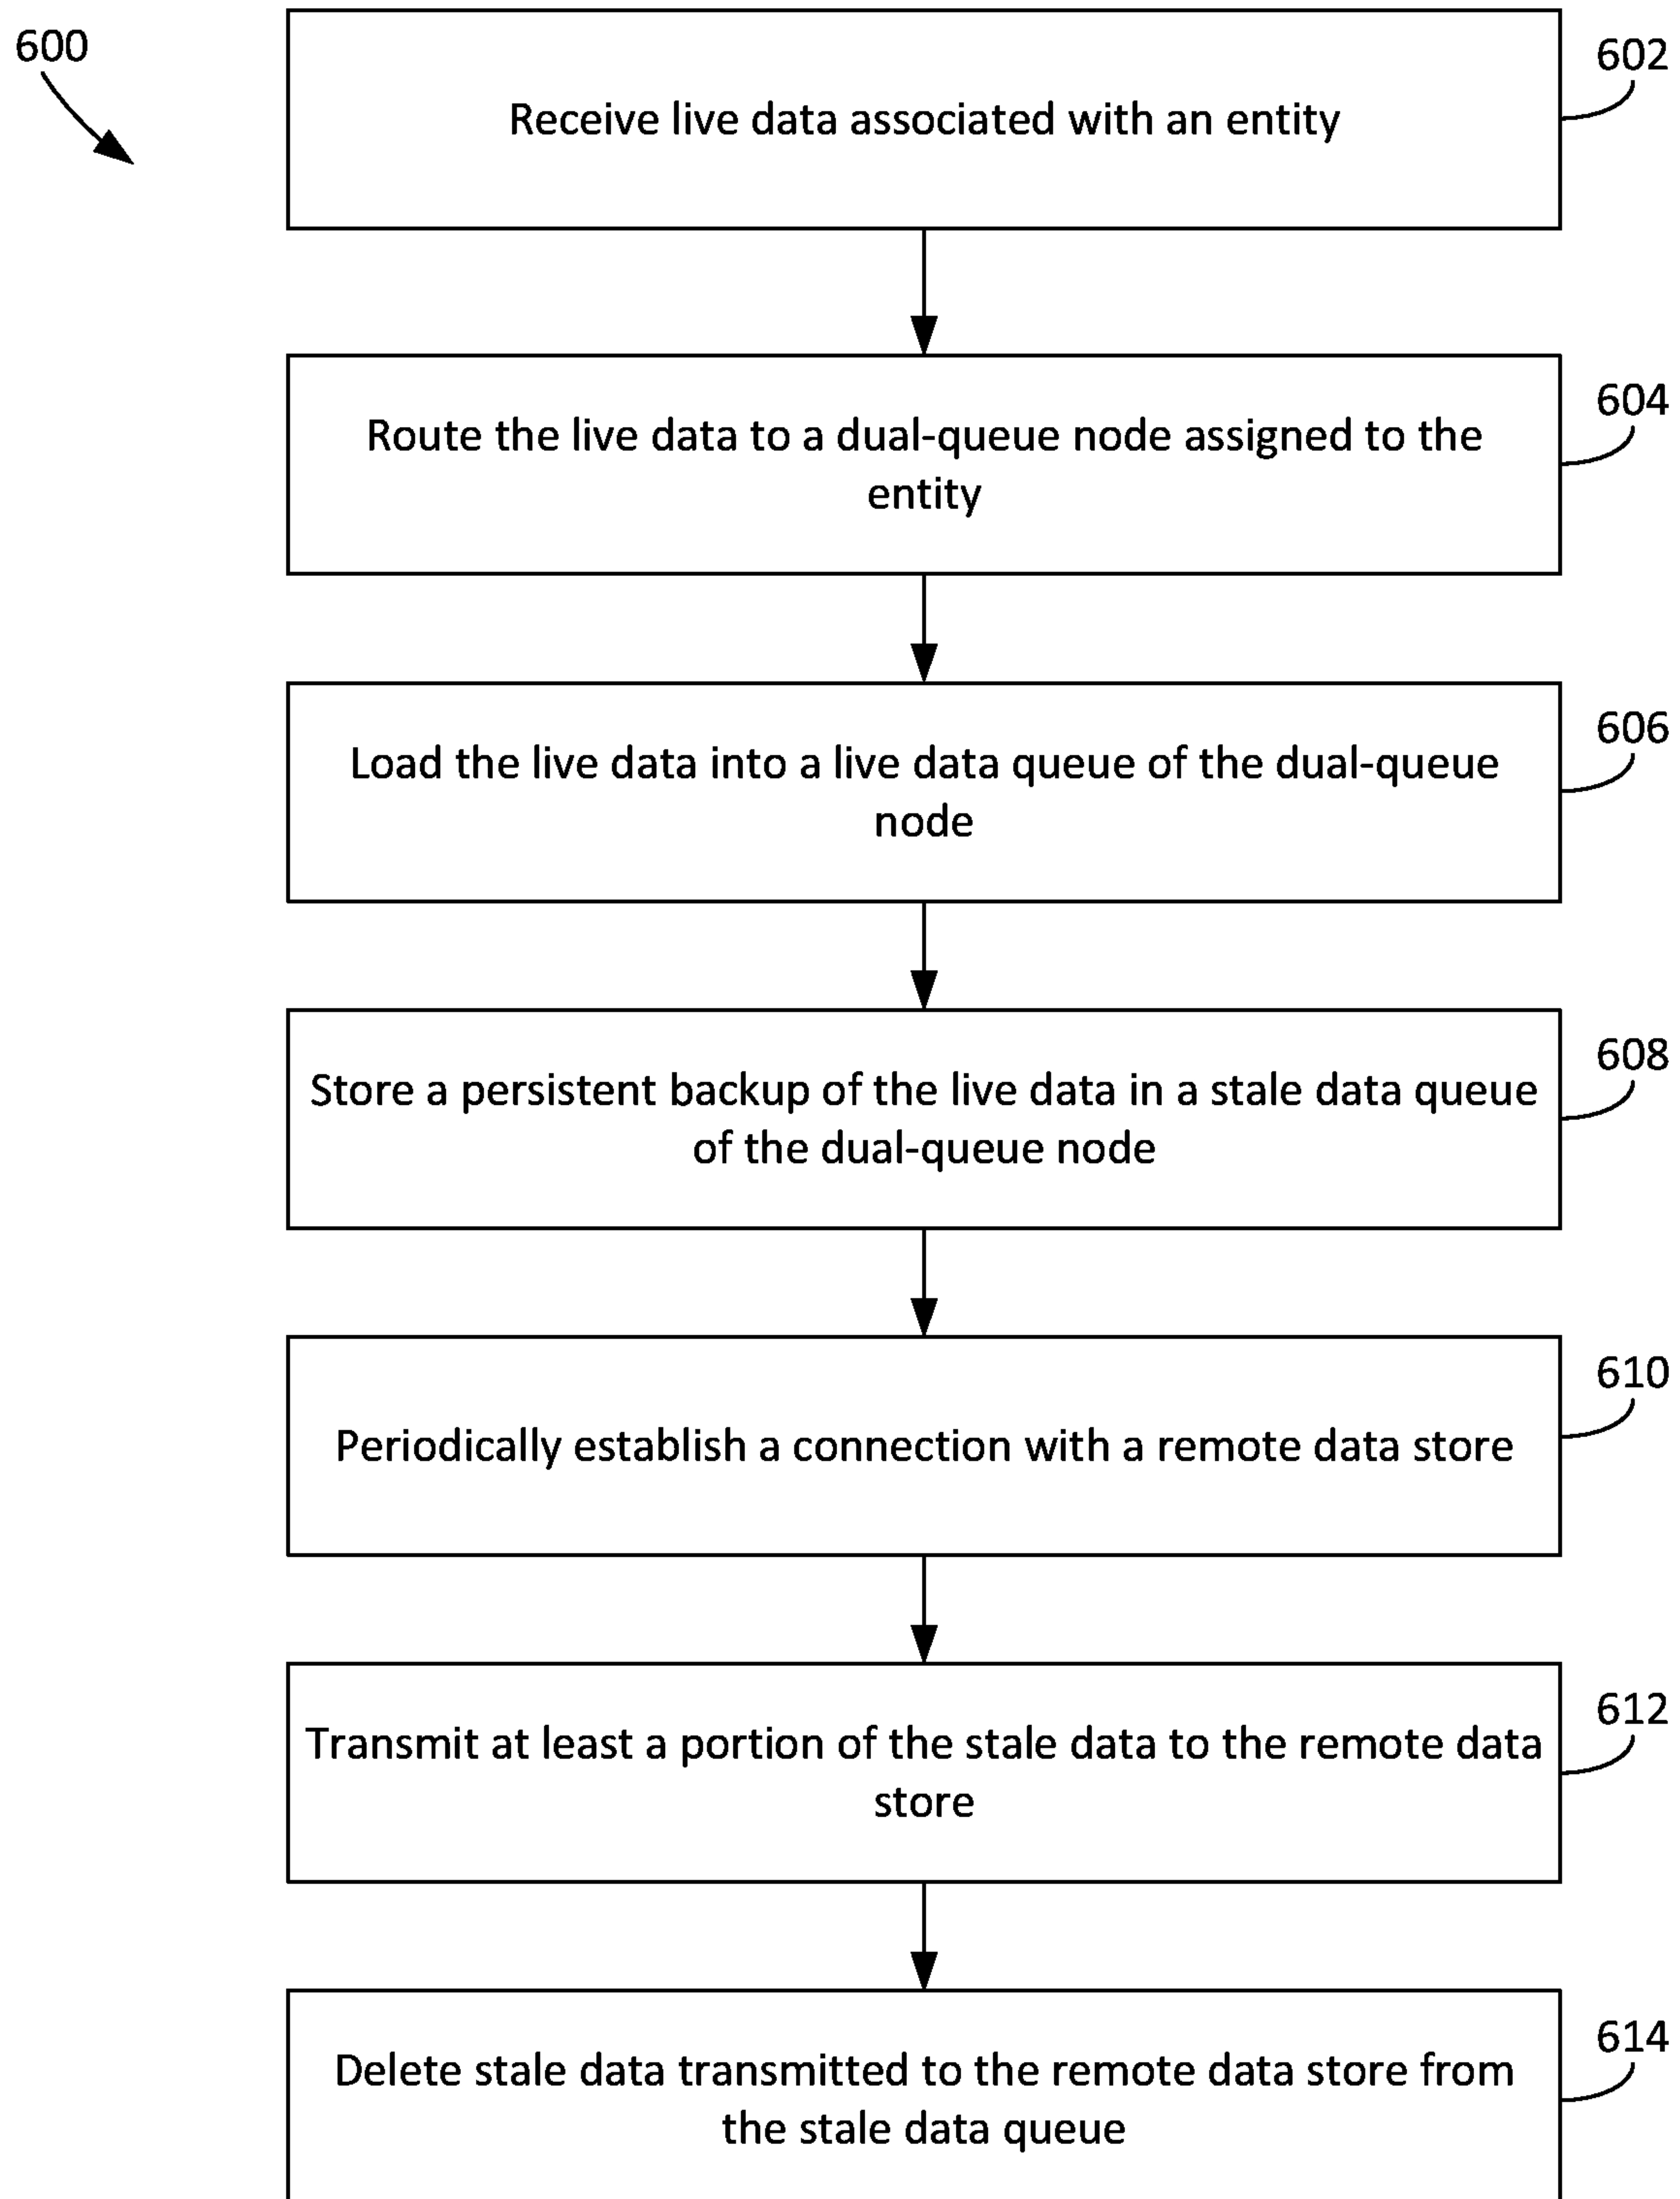 600
602
Receive live data associated with an entity
604
Route the live data to a dual-queue node assigned to the
entity
606
Load the live data into a live data queue of the dual-queue
node
608
Store a persistent backup of the live data in a stale data queue
of the dual-queue node
610
Periodically establish a connection with a remote data store
612
Transmit at least a portion of the stale data to the remote data
store
614
Delete stale data transmitted to the remote data store from
the stale data queue